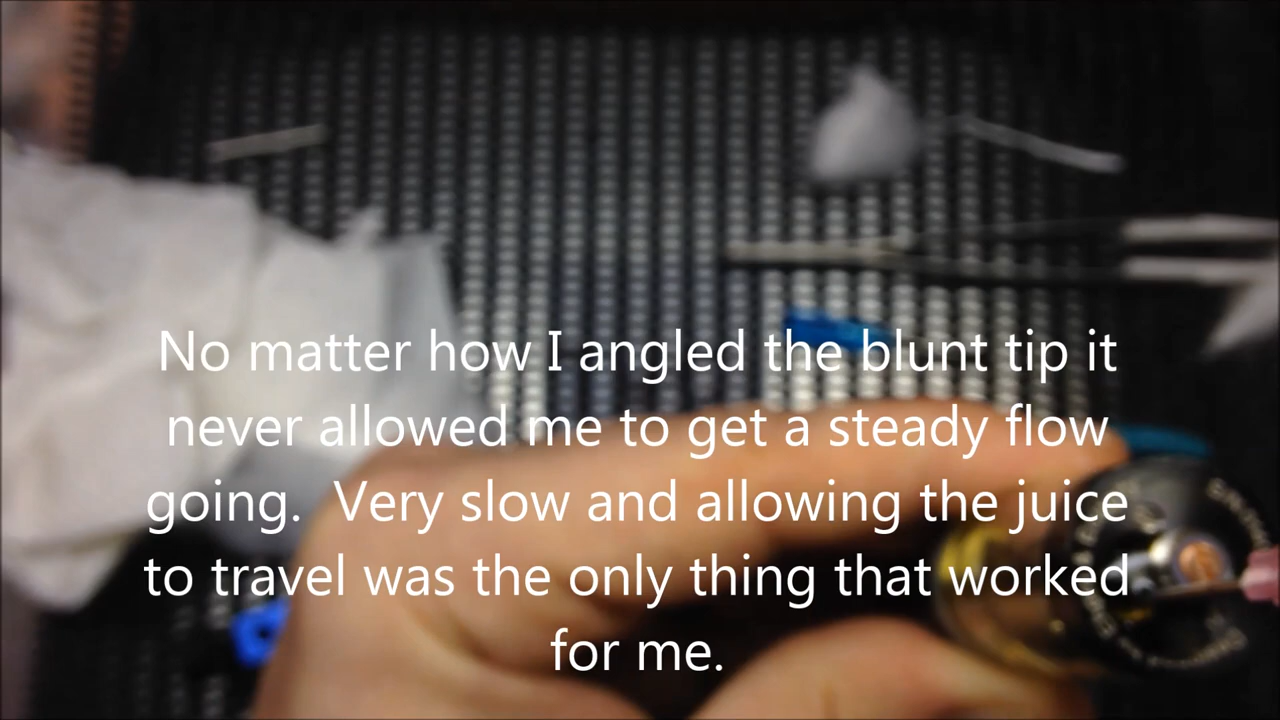 No matter how I angled the blunt tip it
never allowed me to get a steady flow
going.  Very slow and allowing the juice
to travel was the only thing that worked
for me.